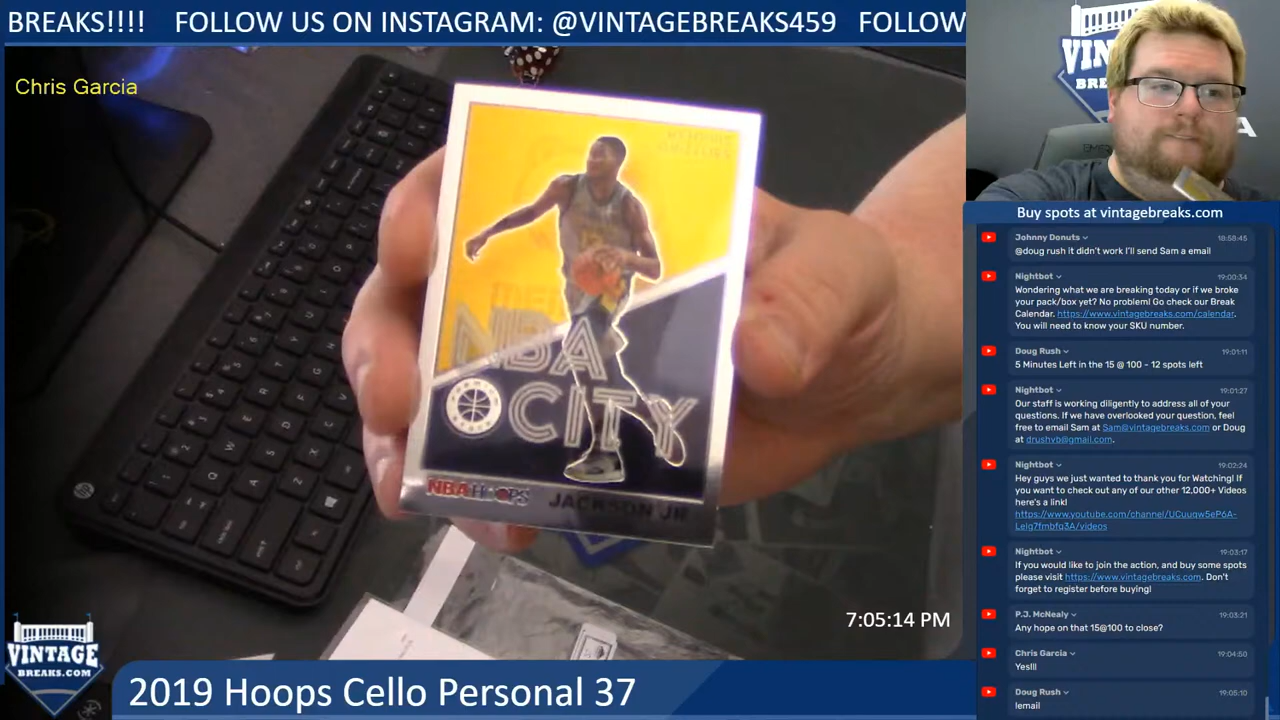 BREAKS!!!! FOLLOW US ON INSTAGRAM: @VINTAGEBREAKS459 FOLLOW
Chris Garcia
NBA
CITY
NBA HOOPS JACKSON JR
7:05:14 PM
VINTAGE
BREAKS.COM
2019 Hoops Cello Personal 37
Buy spots at vintagebreaks.com
Johnny Donuts 18:58:45
@doug rush it didn't work I'll send Sam a email
Nightbot 19:00:34
Wondering what we are breaking today or if we broke
your pack/box yet? No problem! Go check our Break
Calendar. https://www.vintagebreaks.com/calendar.
You will need to know your SKU number.
Doug Rush 19:01:11
5 Minutes Left in the 15 @ 100 - 12 spots left
Nightbot 19:01:27
Our staff is working diligently to address all of your
questions. If we have overlooked your question, feel
free to email Sam at Sam@vintagebreaks.com or Doug
at drushvb@gmail.com.
Nightbot 19:02:24
Hey guys we just wanted to thank you for Watching! If
you want to check out any of our other 12,000+ Videos
here's a link!
https://www.youtube.com/channel/UCuuqw5eP6A-
LeIg7fmbfq3A/videos
Nightbot 19:03:17
If you would like to join the action, and buy some spots
please visit https://www.vintagebreaks.com. Don't
forget to register before buying!
P.J. McNealy 19:03:21
Any hope on that 15@100 to close?
Chris Garcia 19:04:50
Yes!!!
Doug Rush 19:05:10
!email